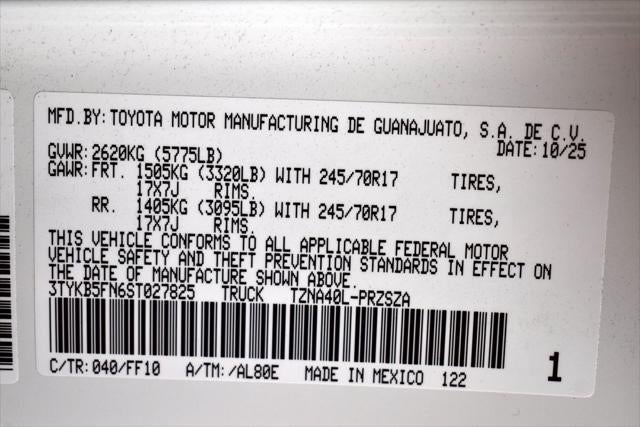 MFD.BY:TOYOTA MOTOR MANUFACTURING DE GUANAJUATO, S.A. DE C.V.
DATE:10/25
GVWR:2620KG (5775LB)
GAWR:FRT. 1505KG (3320LB) WITH 245/70R17 TIRES,
17X7J RIMS,
RR. 1405KG (3095LB) WITH 245/70R17 TIRES,
17X7J RIMS,
THIS VEHICLE CONFORMS TO ALL APPLICABLE FEDERAL MOTOR
VEHICLE SAFETY AND THEFT PREVENTION STANDARDS IN EFFECT ON
THE DATE OF MANUFACTURE SHOWN ABOVE.
3TYKB5FN6ST027825 TRUCK TZNA40L-PRZSZA
C/TR:040/FF10 A/TM:/AL80E MADE IN MEXICO 122
1